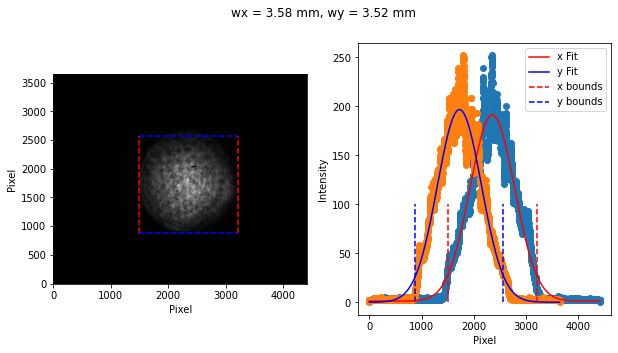 wx = 3.58 mm, wy = 3.52 mm
3500
3000
2500
2000
1500
1000
500
0
Pixel
0 1000 2000 3000 4000
Pixel
250
200
150
100
50
0
Intensity
0 1000 2000 3000 4000
Pixel
x Fit
y Fit
x bounds
y bounds